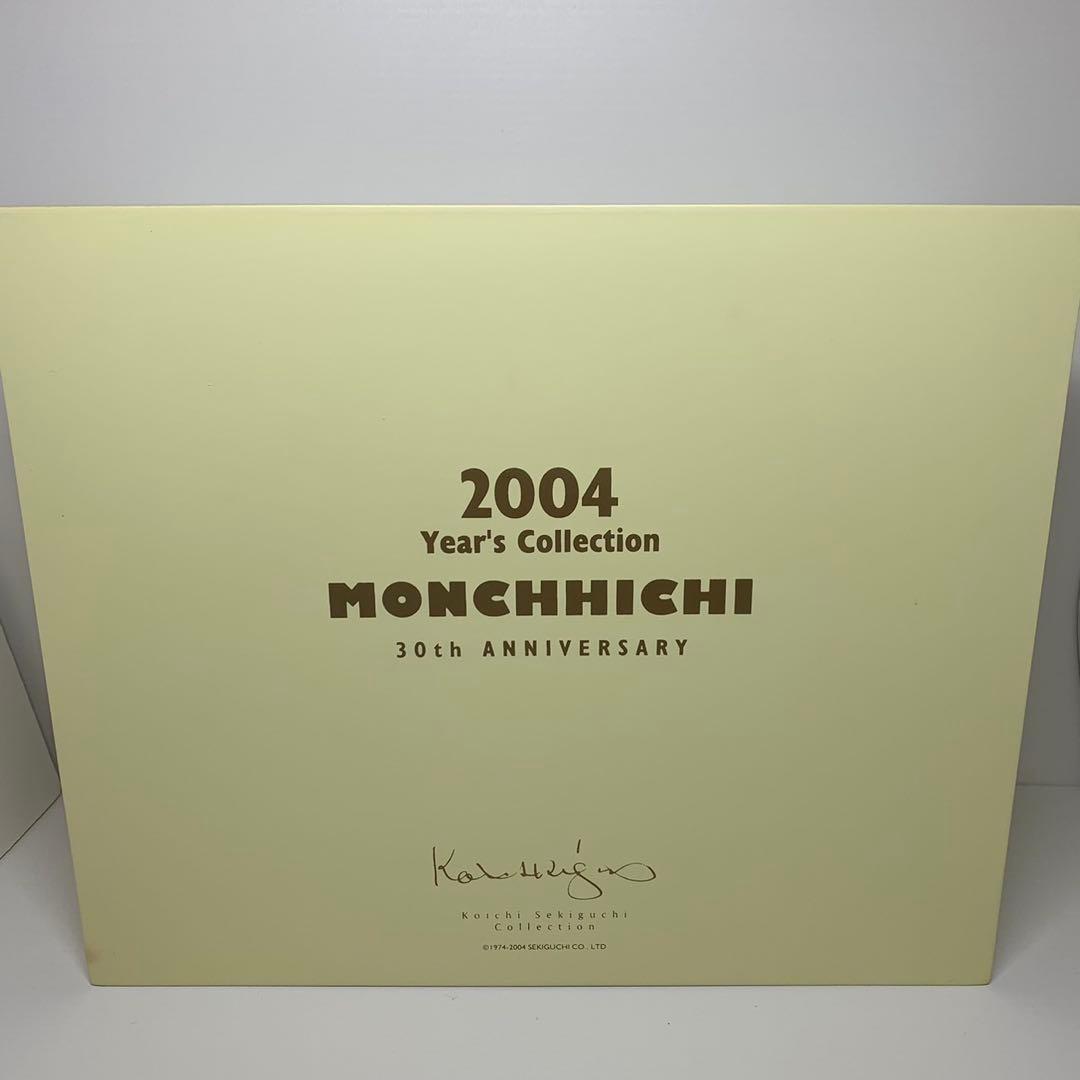 2004
Year's Collection
MONCHHICHI
30th ANNIVERSARY
Koichi Sekiguchi
Collection
©1974-2004 SEKIGUCHI CO., LTD